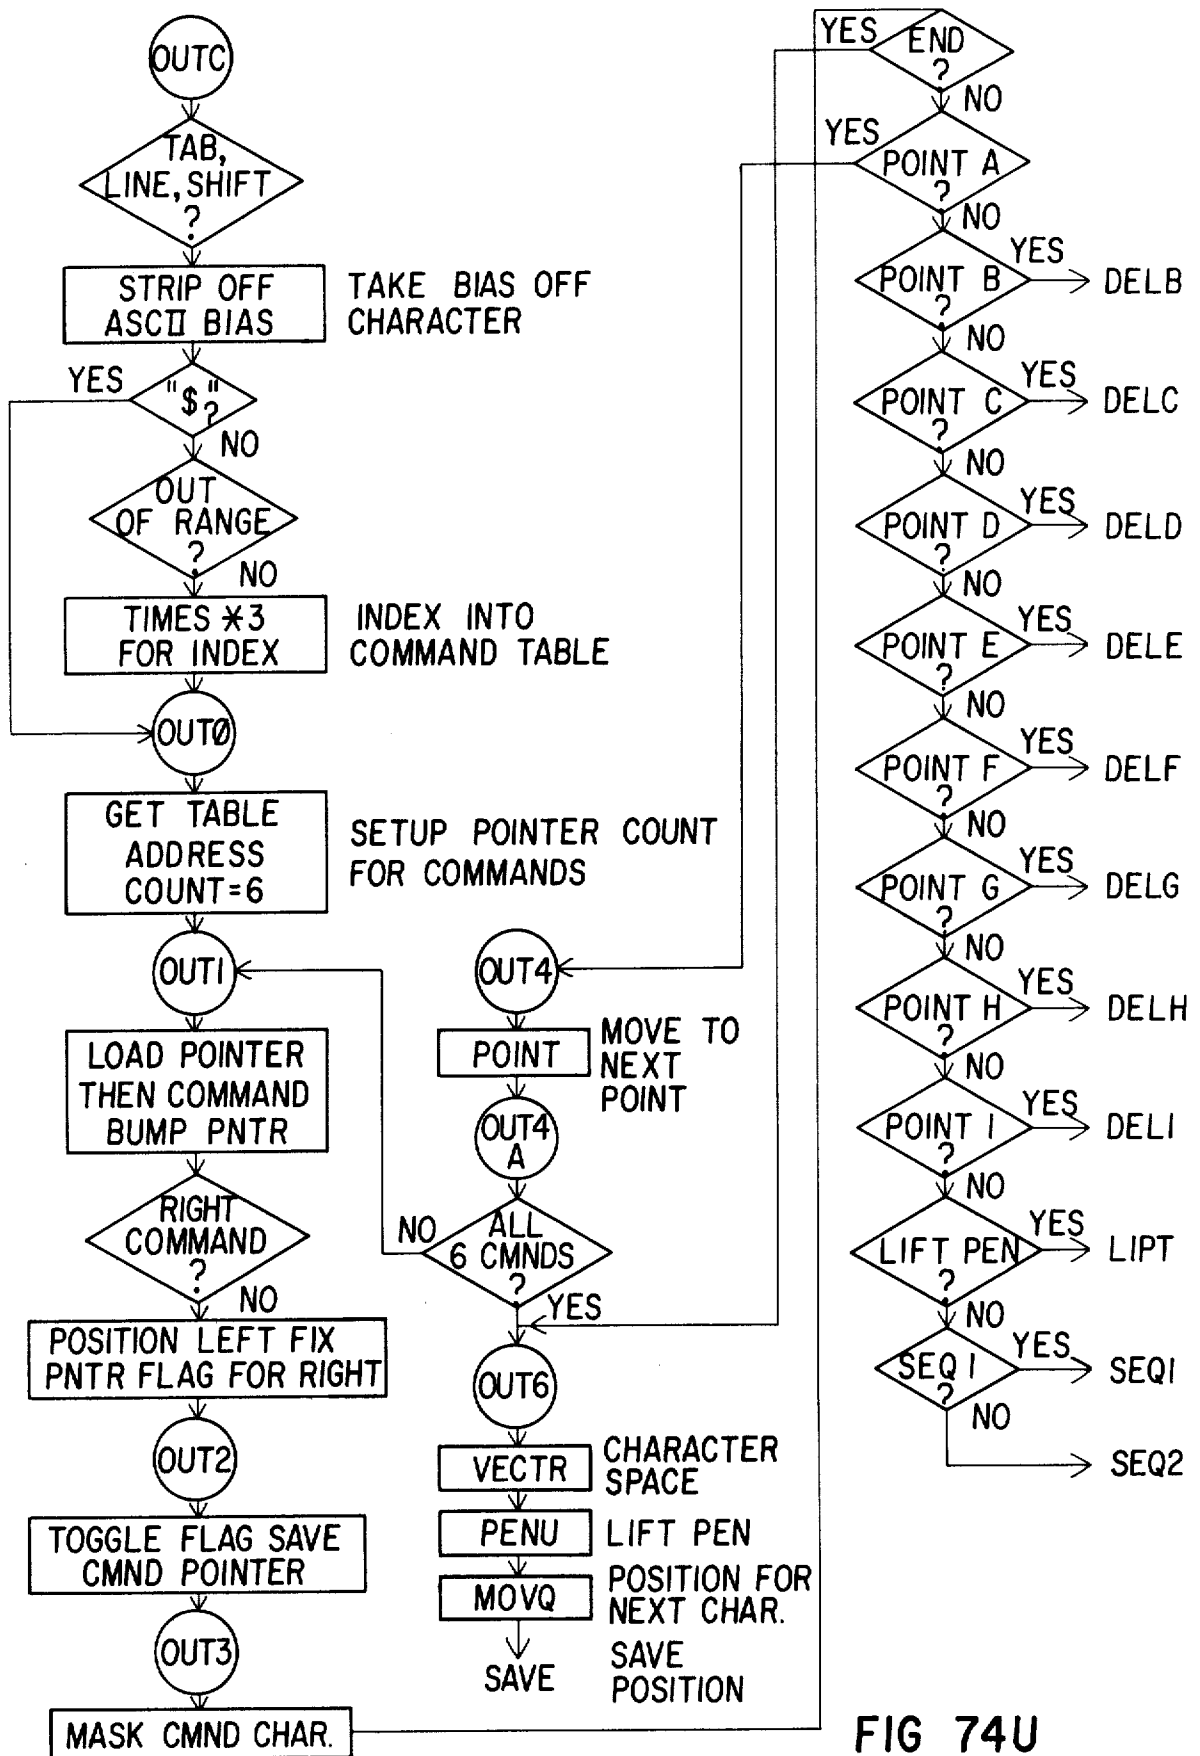 OUTC
TAB,
LINE, SHIFT
?
STRIP OFF
ASCII BIAS
TAKE BIAS OFF
CHARACTER
YES
"$"?
NO
OUT
OF RANGE
?
NO
TIMES *3
FOR INDEX
INDEX INTO
COMMAND TABLE
OUTØ
GET TABLE
ADDRESS
COUNT=6
SETUP POINTER COUNT
FOR COMMANDS
OUT1
LOAD POINTER
THEN COMMAND
BUMP PNTR
RIGHT
COMMAND
?
NO
POSITION LEFT FIX
PNTR FLAG FOR RIGHT
OUT2
TOGGLE FLAG SAVE
CMND POINTER
OUT3
MASK CMND CHAR.
OUT4
POINT
MOVE TO
NEXT
POINT
OUT4
A
NO
ALL
6 CMNDS
?
YES
OUT6
VECTR
CHARACTER
SPACE
PENU
LIFT PEN
MOVQ
POSITION FOR
NEXT CHAR.
SAVE
SAVE
POSITION
YES
END
?
NO
YES
POINT A
?
NO
POINT B
?
YES
DELB
NO
POINT C
?
YES
DELC
NO
POINT D
?
YES
DELD
NO
POINT E
?
YES
DELE
NO
POINT F
?
YES
DELF
NO
POINT G
?
YES
DELG
NO
POINT H
?
YES
DELH
NO
POINT I
?
YES
DELI
NO
LIFT PEN
?
YES
LIPT
NO
SEQ1
?
YES
SEQ1
NO
SEQ2
FIG 74U